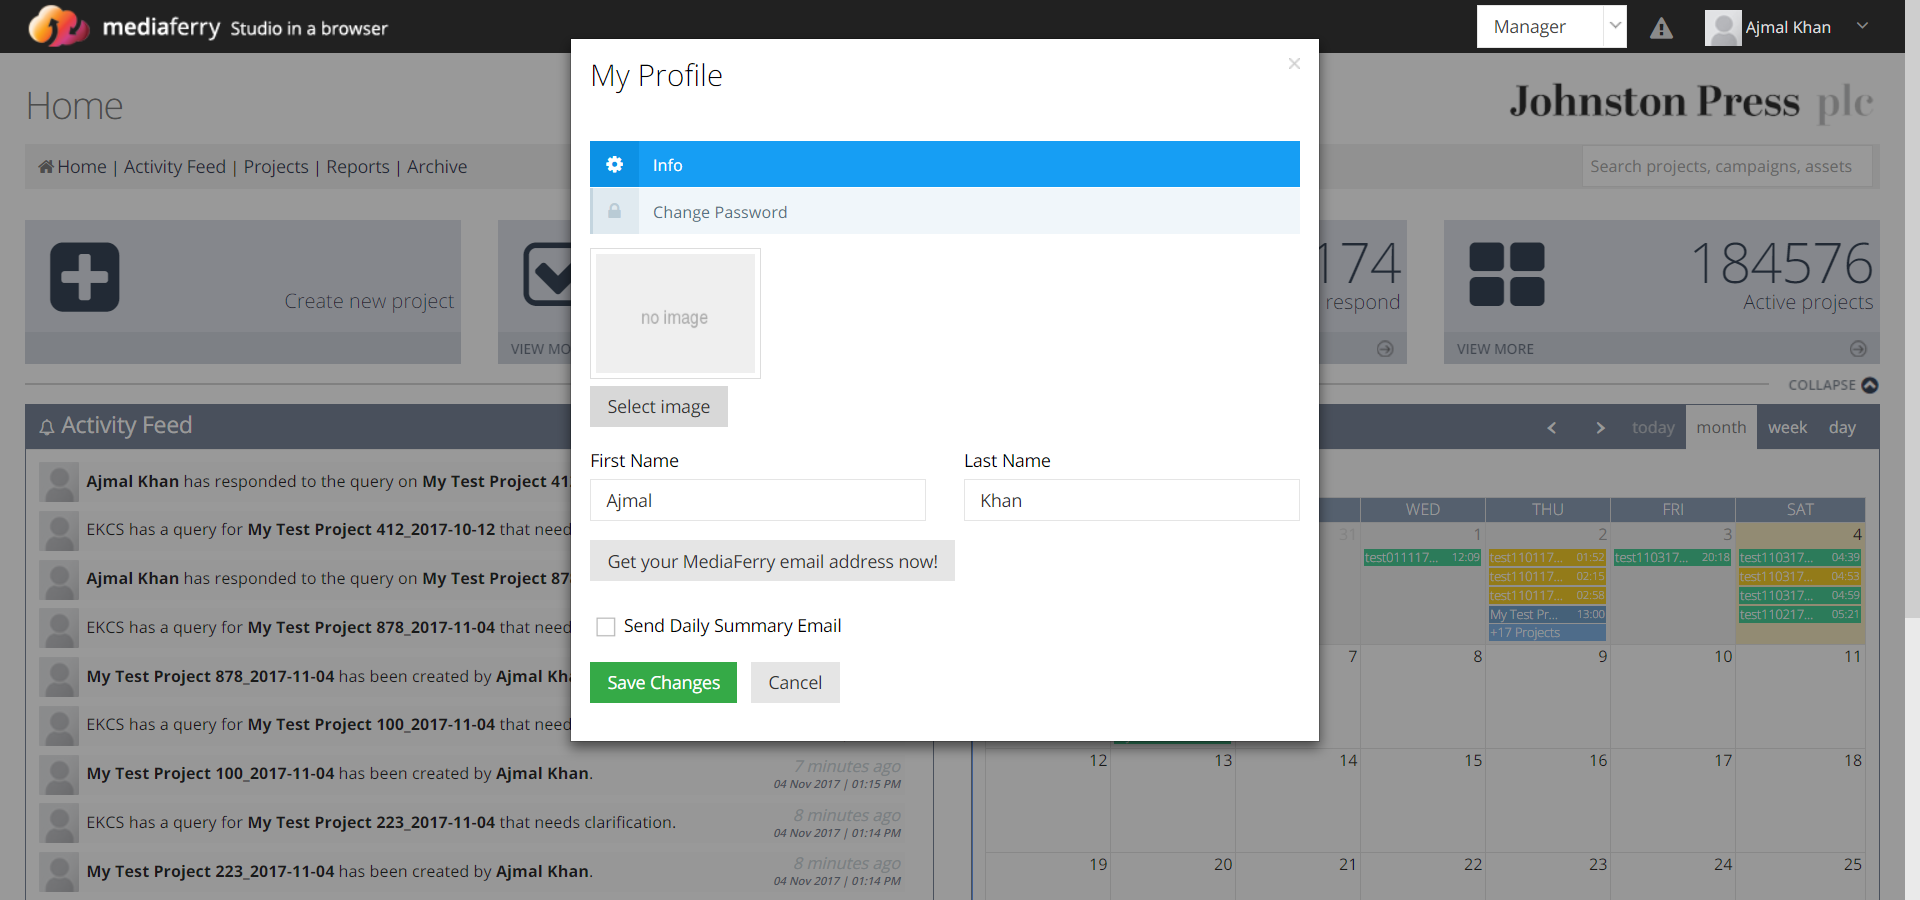 mediaferry Studio in a browser
Manager
Ajmal Khan
My Profile
×
Home
Johnston Press plc
Home | Activity Feed | Projects | Reports | Archive
Search projects, campaigns, assets
Info
Change Password
Create new project
VIEW MO
174
respond
184576
Active projects
VIEW MORE
no image
COLLAPSE
Select image
Activity Feed
today
month
week
day
First Name
Last Name
Ajmal
Khan
Ajmal Khan has responded to the query on My Test Project 41
EKCS has a query for My Test Project 412_2017-10-12 that need
Ajmal Khan has responded to the query on My Test Project 87
EKCS has a query for My Test Project 878_2017-11-04 that need
My Test Project 878_2017-11-04 has been created by Ajmal Kh
EKCS has a query for My Test Project 100_2017-11-04 that need
My Test Project 100_2017-11-04 has been created by Ajmal Khan.
7 minutes ago
04 Nov 2017 | 01:15 PM
EKCS has a query for My Test Project 223_2017-11-04 that needs clarification.
8 minutes ago
04 Nov 2017 | 01:14 PM
My Test Project 223_2017-11-04 has been created by Ajmal Khan.
8 minutes ago
04 Nov 2017 | 01:14 PM
Get your MediaFerry email address now!
Send Daily Summary Email
Save Changes
Cancel
WED THU FRI SAT
31 1 2 3 4
test011117... 12:09
test110117... 01:52
test110117... 02:15
test110117... 02:58
My Test Pr... 13:00
+17 Projects
test110317... 20:18
test110317... 04:39
test110317... 04:53
test110317... 04:59
test110217... 05:21
7 8 9 10 11
12 13 14 15 16 17 18
19 20 21 22 23 24 25